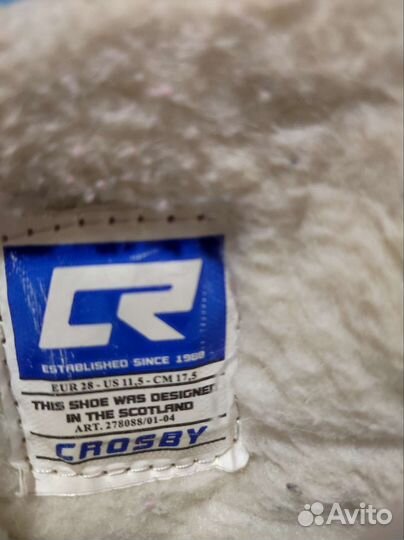 CR
ESTABLISHED SINCE 1988
EUR 28 - US 11,5 - CM 17,5
THIS SHOE WAS DESIGNED
IN THE SCOTLAND
ART. 278088/01-04
CROSBY
Avito